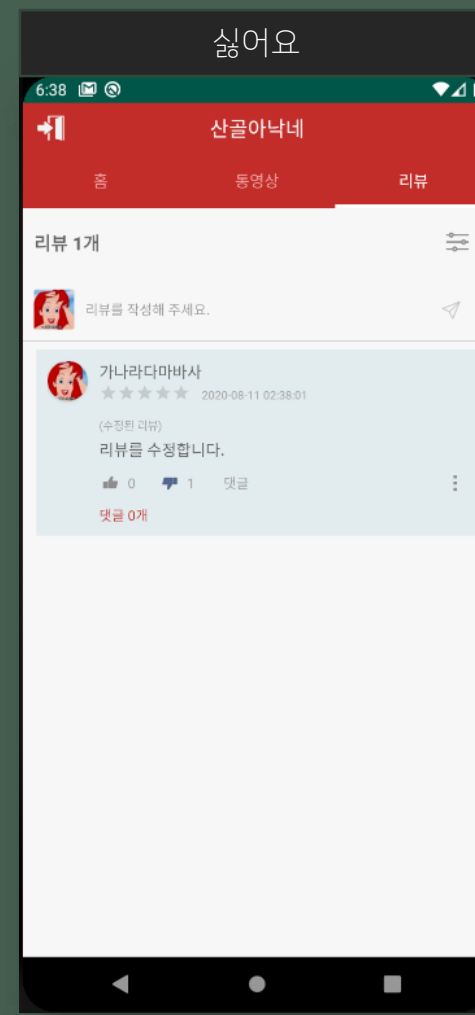 싫어요
6:38
산골아낙네
홈 동영상 리뷰
리뷰 1개
리뷰를 작성해 주세요.
가나라다마바사
2020-08-11 02:38:01
(수정된 리뷰)
리뷰를 수정합니다.
0 1 댓글
댓글 0개